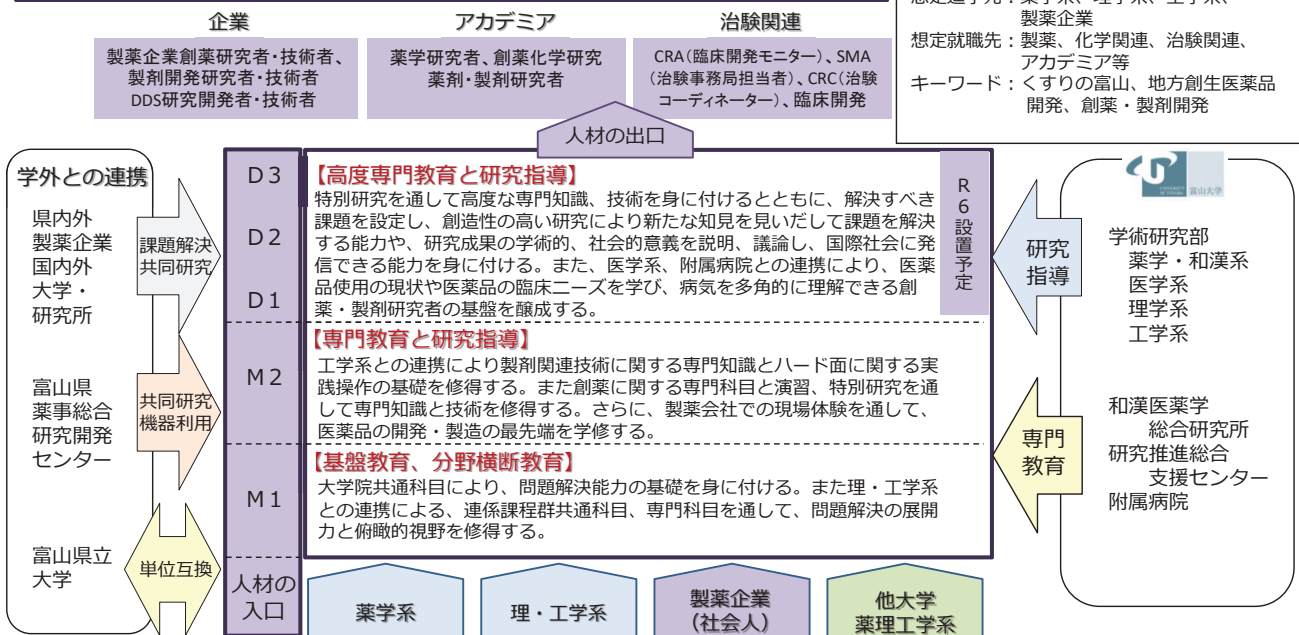 企業
製薬企業創薬研究者・技術者、
製剤開発研究者・技術者
DDS研究開発者・技術者
アカデミア
薬学研究者、創薬化学研究
薬剤・製剤研究者
治験関連
CRA(臨床開発モニター)、SMA
(治験事務局担当者)、CRC(治験
コーディネーター)、臨床開発
製薬企業
想定就職先：製薬、化学関連、治験関連、
アカデミア等
キーワード：くすりの富山、地方創生医薬品
開発、創薬・製剤開発
人材の出口
学外との連携
県内外
製薬企業
国内外
大学・
研究所
富山県
薬事総合
研究開発
センター
富山県立
大学
課題解決
共同研究
共同研究
機器利用
単位互換
D3
D2
D1
M2
M1
人材の
入口
【高度専門教育と研究指導】
特別研究を通して高度な専門知識、技術を身に付けるとともに、解決すべき
課題を設定し、創造性の高い研究により新たな知見を見いだして課題を解決
する能力や、研究成果の学術的、社会的意義を説明、議論し、国際社会に発
信できる能力を身に付ける。また、医学系、附属病院との連携により、医薬
品使用の現状や医薬品の臨床ニーズを学び、病気を多角的に理解できる創
薬・製剤研究者の基盤を醸成する。
R6設置予定
【専門教育と研究指導】
工学系との連携により製剤関連技術に関する専門知識とハード面に関する実
践操作の基礎を修得する。また創薬に関する専門科目と演習、特別研究を通
して専門知識と技術を修得する。さらに、製薬会社での現場体験を通して、
医薬品の開発・製造の最先端を学修する。
【基盤教育、分野横断教育】
大学院共通科目により、問題解決能力の基礎を身に付ける。また理・工学系
との連携による、連係課程群共通科目、専門科目を通して、問題解決の展開
力と俯瞰的視野を修得する。
薬学系
理・工学系
製薬企業
(社会人)
他大学
薬理工学系
研究
指導
専門
教育
富山大学
学術研究部
薬学・和漢系
医学系
理学系
工学系
和漢医薬学
総合研究所
研究推進総合
支援センター
附属病院